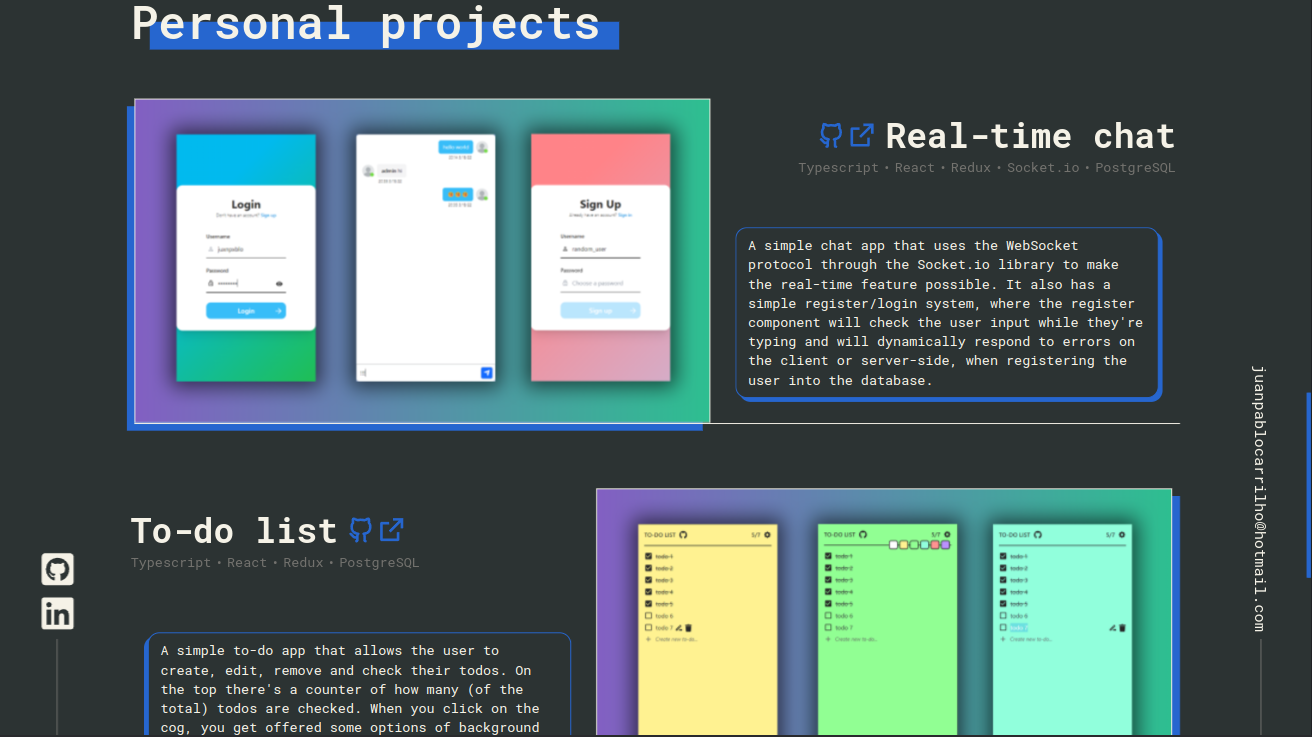 Personal projects
Login
Don't have an account? Sign up
Username
juanpablo
Password
Login
hello world
admin hi
Sign Up
Already have an account? Sign in
Username
random_user
Password
Choose a password
Sign up
Real-time chat
Typescript • React • Redux • Socket.io • PostgreSQL
A simple chat app that uses the WebSocket
protocol through the Socket.io library to make
the real-time feature possible. It also has a
simple register/login system, where the register
component will check the user input while they're
typing and will dynamically respond to errors on
the client or server-side, when registering the
user into the database.
To-do list
Typescript • React • Redux • PostgreSQL
A simple to-do app that allows the user to
create, edit, remove and check their todos. On
the top there's a counter of how many (of the
total) todos are checked. When you click on the
cog, you get offered some options of background
TO-DO LIST 5/7
todo 1
todo 2
todo 3
todo 4
todo 5
todo 6
todo 7
Create new to-do...
TO-DO LIST 5/7
todo 1
todo 2
todo 3
todo 4
todo 5
todo 6
todo 7
Create new to-do...
TO-DO LIST 5/7
todo 1
todo 2
todo 3
todo 4
todo 5
todo 6
Create new to-do...
in
juanpablocarrilho@hotmail.com